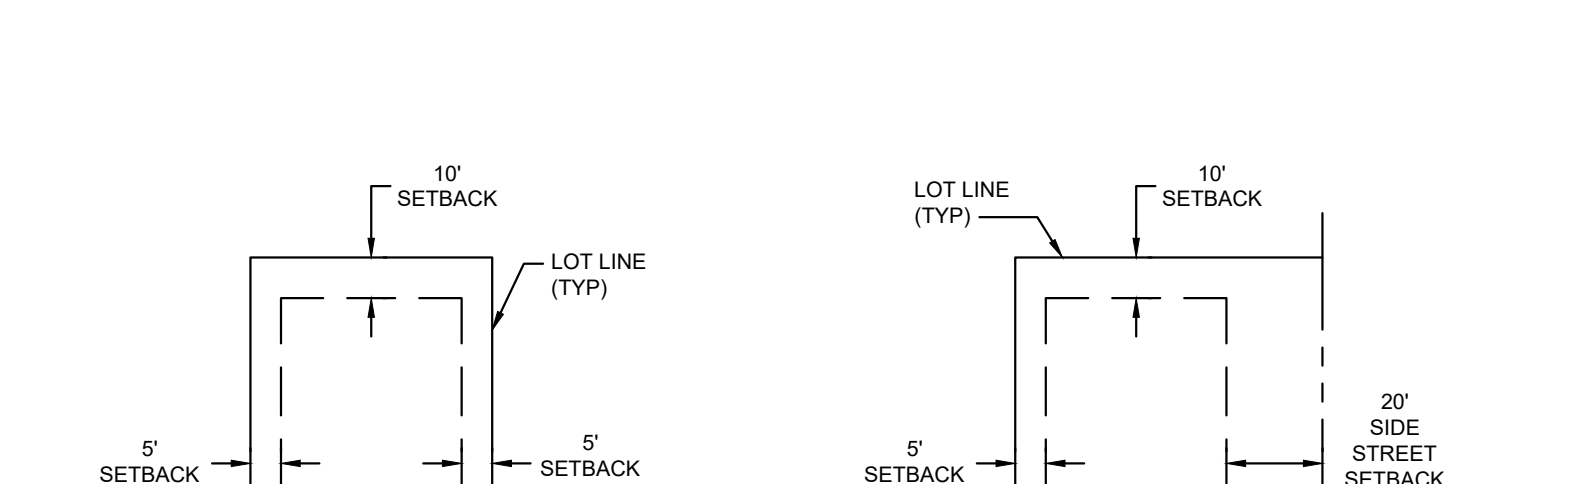 10'
SETBACK
LOT LINE
(TYP)
5'
SETBACK
5'
SETBACK
LOT LINE
(TYP)
10'
SETBACK
5'
SETBACK
20'
SIDE
STREET
SETBACK